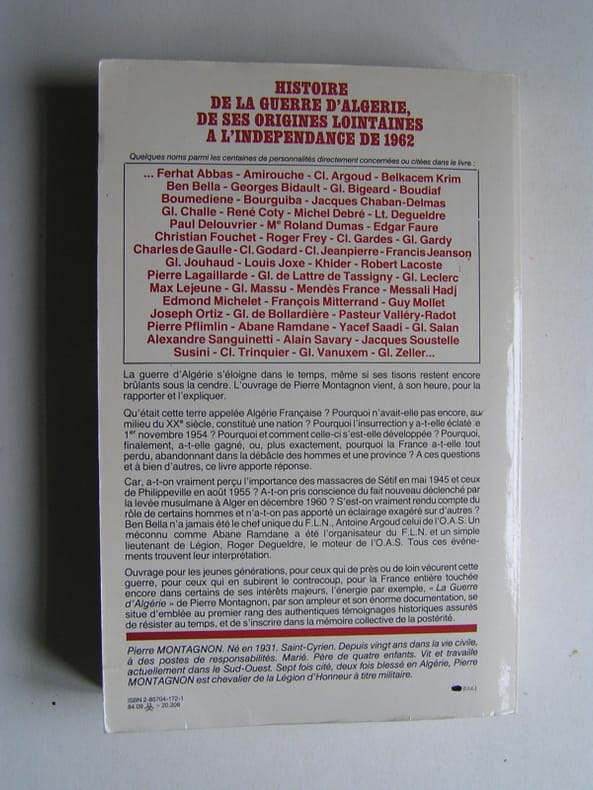 HISTOIRE
DE LA GUERRE D'ALGERIE,
DE SES ORIGINES LOINTAINES
A L'INDEPENDANCE DE 1962
Quelques noms parmi les centaines de personnalités directement concernées ou citées dans le livre :
... Ferhat Abbas - Amirouche - Cl. Argoud - Belkacem Krim
Ben Bella - Georges Bidault - Gl. Bigeard - Boudiaf
Boumediene - Bourguiba - Jacques Chaban-Delmas
Gl. Challe - René Coty - Michel Debré - Lt. Degueldre
Paul Delouvrier - Me Roland Dumas - Edgar Faure
Christian Fouchet - Roger Frey - Cl. Gardes - Gl. Gardy
Charles de Gaulle - Cl. Godard - Cl. Jeanpierre - Francis Jeanson
Gl. Jouhaud - Louis Joxe - Khider - Robert Lacoste
Pierre Lagaillarde - Gl. de Lattre de Tassigny - Gl. Leclerc
Max Lejeune - Gl. Massu - Mendès France - Messali Hadj
Edmond Michelet - François Mitterrand - Guy Mollet
Joseph Ortiz - Gl. de Bollardière - Pasteur Valléry-Radot
Pierre Pflimlin - Abane Ramdane - Yacef Saadi - Gl. Salan
Alexandre Sanguinetti - Alain Savary - Jacques Soustelle
Susini - Cl. Trinquier - Gl. Vanuxem - Gl. Zeller...
La guerre d'Algérie s'éloigne dans le temps, même si ses tisons restent encore
brûlants sous la cendre. L'ouvrage de Pierre Montagnon vient, à son heure, pour la
rapporter et l'expliquer.
Qu'était cette terre appelée Algérie Française ? Pourquoi n'avait-elle pas encore, au
milieu du XXe siècle, constitué une nation ? Pourquoi l'insurrection y a-t-elle éclaté le
1er novembre 1954 ? Pourquoi et comment celle-ci s'est-elle développée ? Pourquoi,
finalement, a-t-elle gagné, ou, plus exactement, pourquoi la France a-t-elle tout
perdu, abandonnant dans la débâcle des hommes et une province ? A ces questions
et à bien d'autres, ce livre apporte réponse.
Car, a-t-on vraiment perçu l'importance des massacres de Sétif en mai 1945 et ceux
de Philippeville en août 1955 ? A-t-on pris conscience du fait nouveau déclenché par
la levée musulmane à Alger en décembre 1960 ? S'est-on vraiment rendu compte du
rôle de certains hommes et n'a-t-on pas apporté un éclairage exagéré sur d'autres ?
Ben Bella n'a jamais été le chef unique du F.L.N., Antoine Argoud celui de l'O.A.S. Un
méconnu comme Abane Ramdane a été l'organisateur du F.L.N. et un simple
lieutenant de Légion, Roger Degueldre, le moteur de l'O.A.S. Tous ces événe-
ments trouvent leur interprétation.
Ouvrage pour les jeunes générations, pour ceux qui de près ou de loin vécurent cette
guerre, pour ceux qui en subirent le contrecoup, pour la France entière touchée
encore dans certains de ses intérêts majeurs, l'énergie par exemple, « La Guerre
d'Algérie » de Pierre Montagnon, par son ampleur et son énorme documentation, se
situe d'emblée au premier rang des authentiques témoignages historiques assurés
de résister au temps, et de s'inscrire dans la mémoire collective de la postérité.
Pierre MONTAGNON. Né en 1931. Saint-Cyrien. Depuis vingt ans dans la vie civile,
à des postes de responsabilités. Marié. Père de quatre enfants. Vit et travaille
actuellement dans le Sud-Ouest. Sept fois cité, deux fois blessé en Algérie, Pierre
MONTAGNON est chevalier de la Légion d'Honneur à titre militaire.
ISBN 2-85704-172-1
84.09 - 20.208